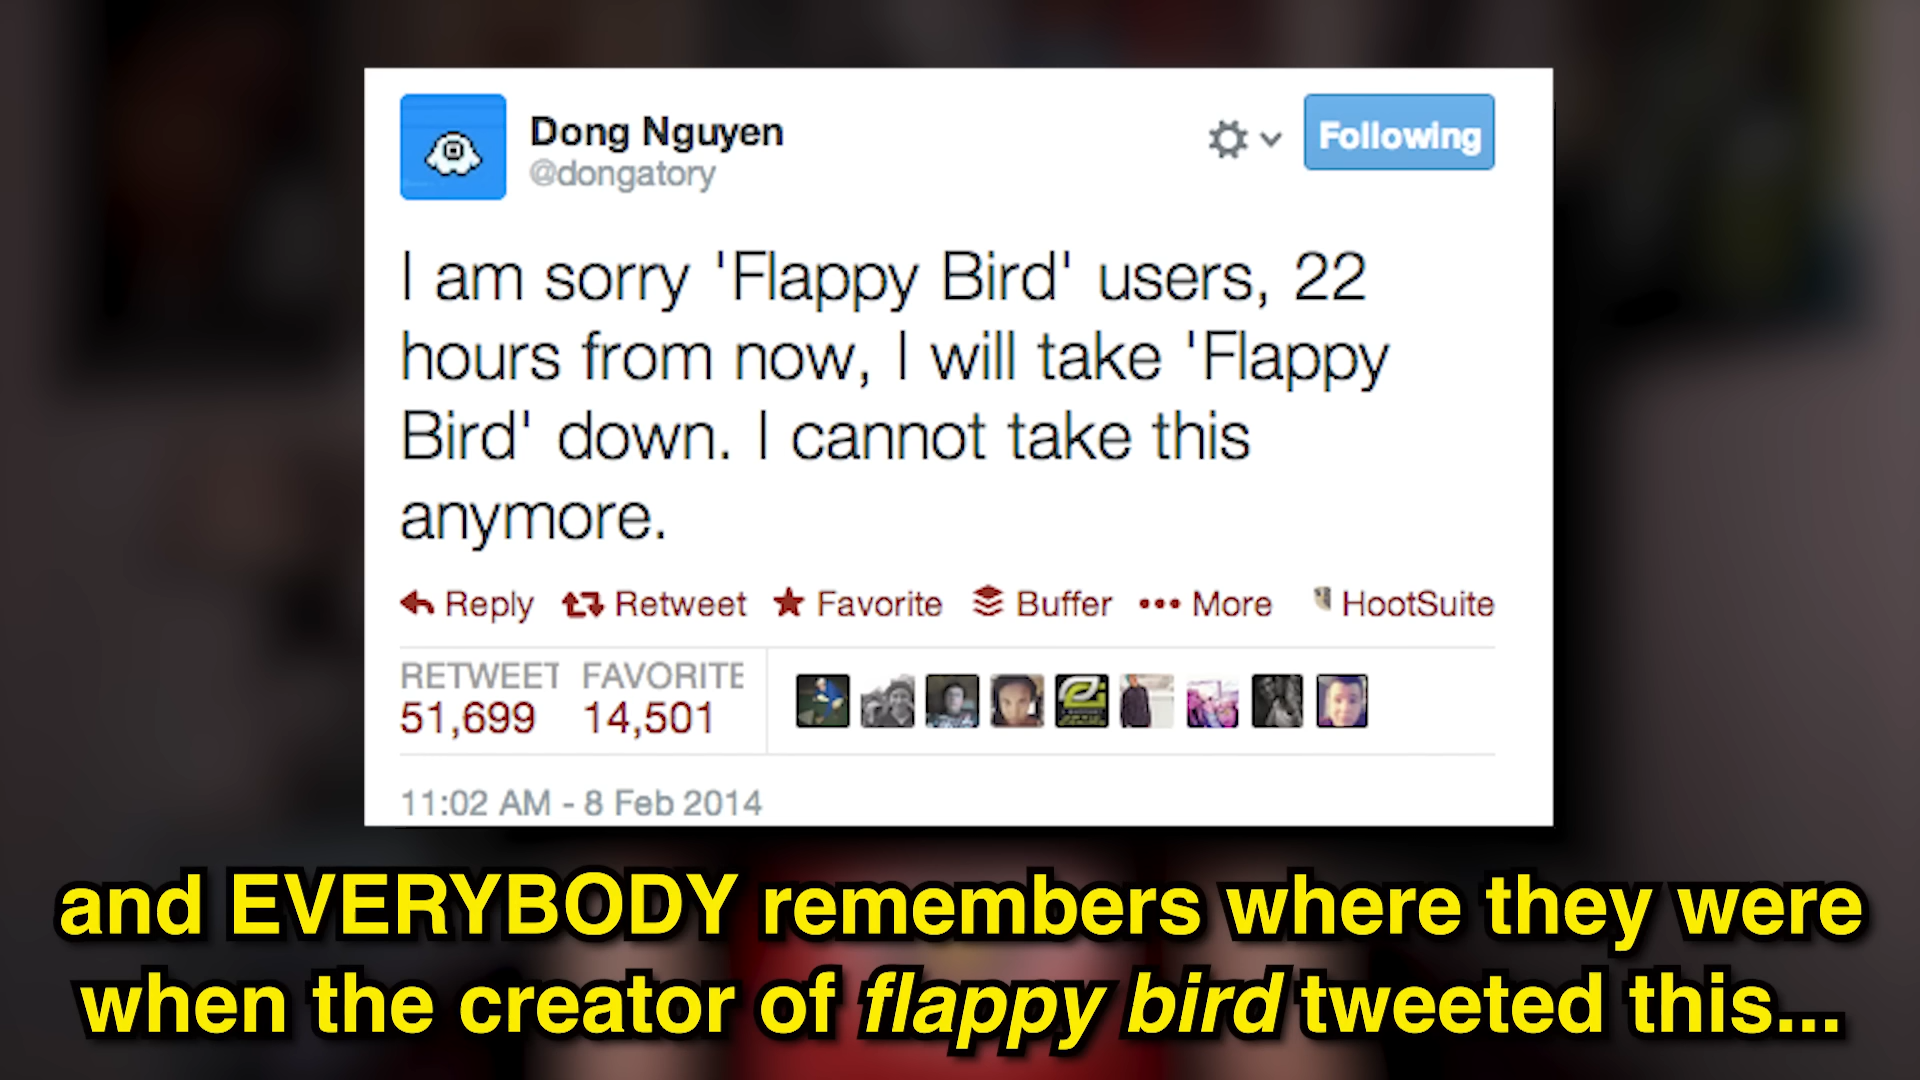 Dong Nguyen
@dongatory
Following
I am sorry 'Flappy Bird' users, 22
hours from now, I will take 'Flappy
Bird' down. I cannot take this
anymore.
Reply Retweet Favorite Buffer More HootSuite
RETWEET FAVORITE
51,699 14,501
11:02 AM - 8 Feb 2014
and EVERYBODY remembers where they were
when the creator of flappy bird tweeted this...